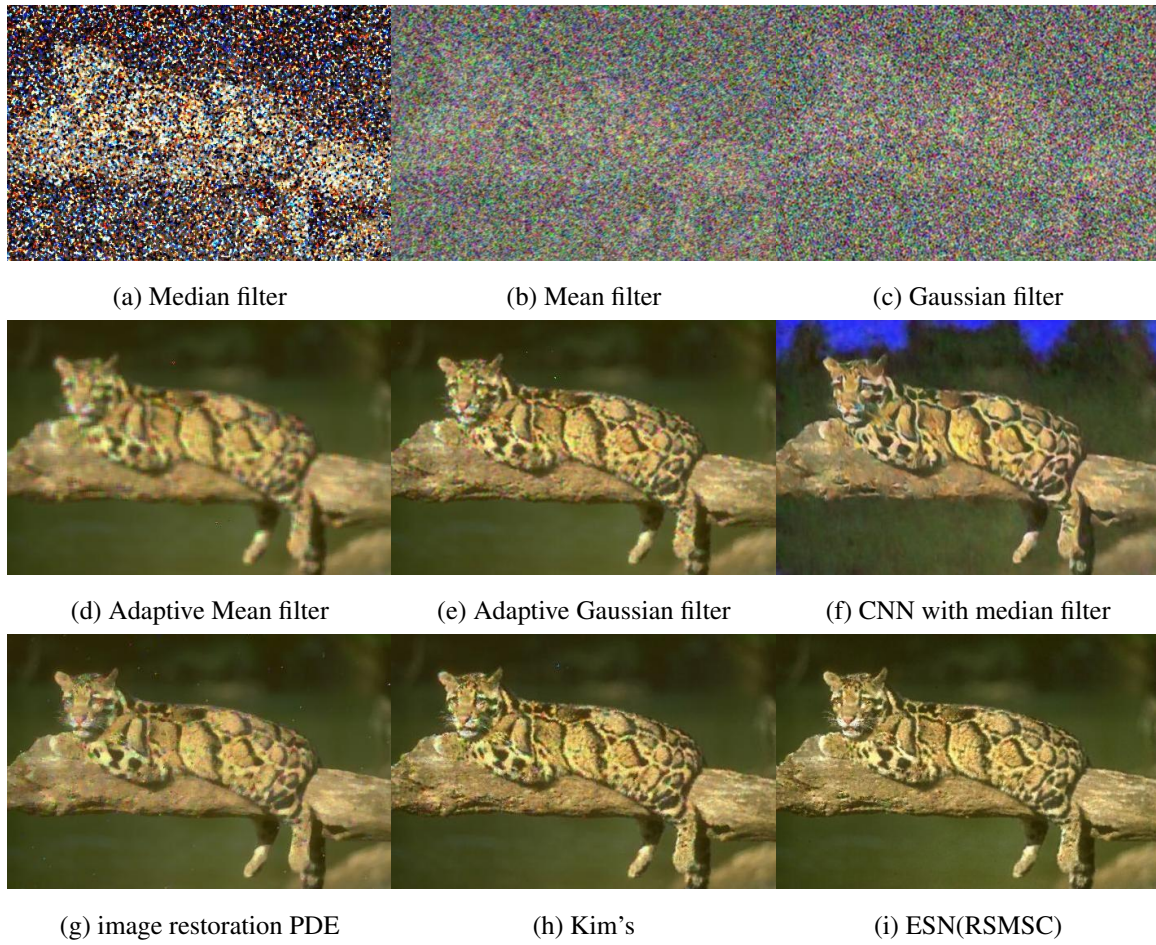 (a) Median filter
(b) Mean filter
(c) Gaussian filter
(d) Adaptive Mean filter
(e) Adaptive Gaussian filter
(f) CNN with median filter
(g) image restoration PDE
(h) Kim's
(i) ESN(RSMSC)